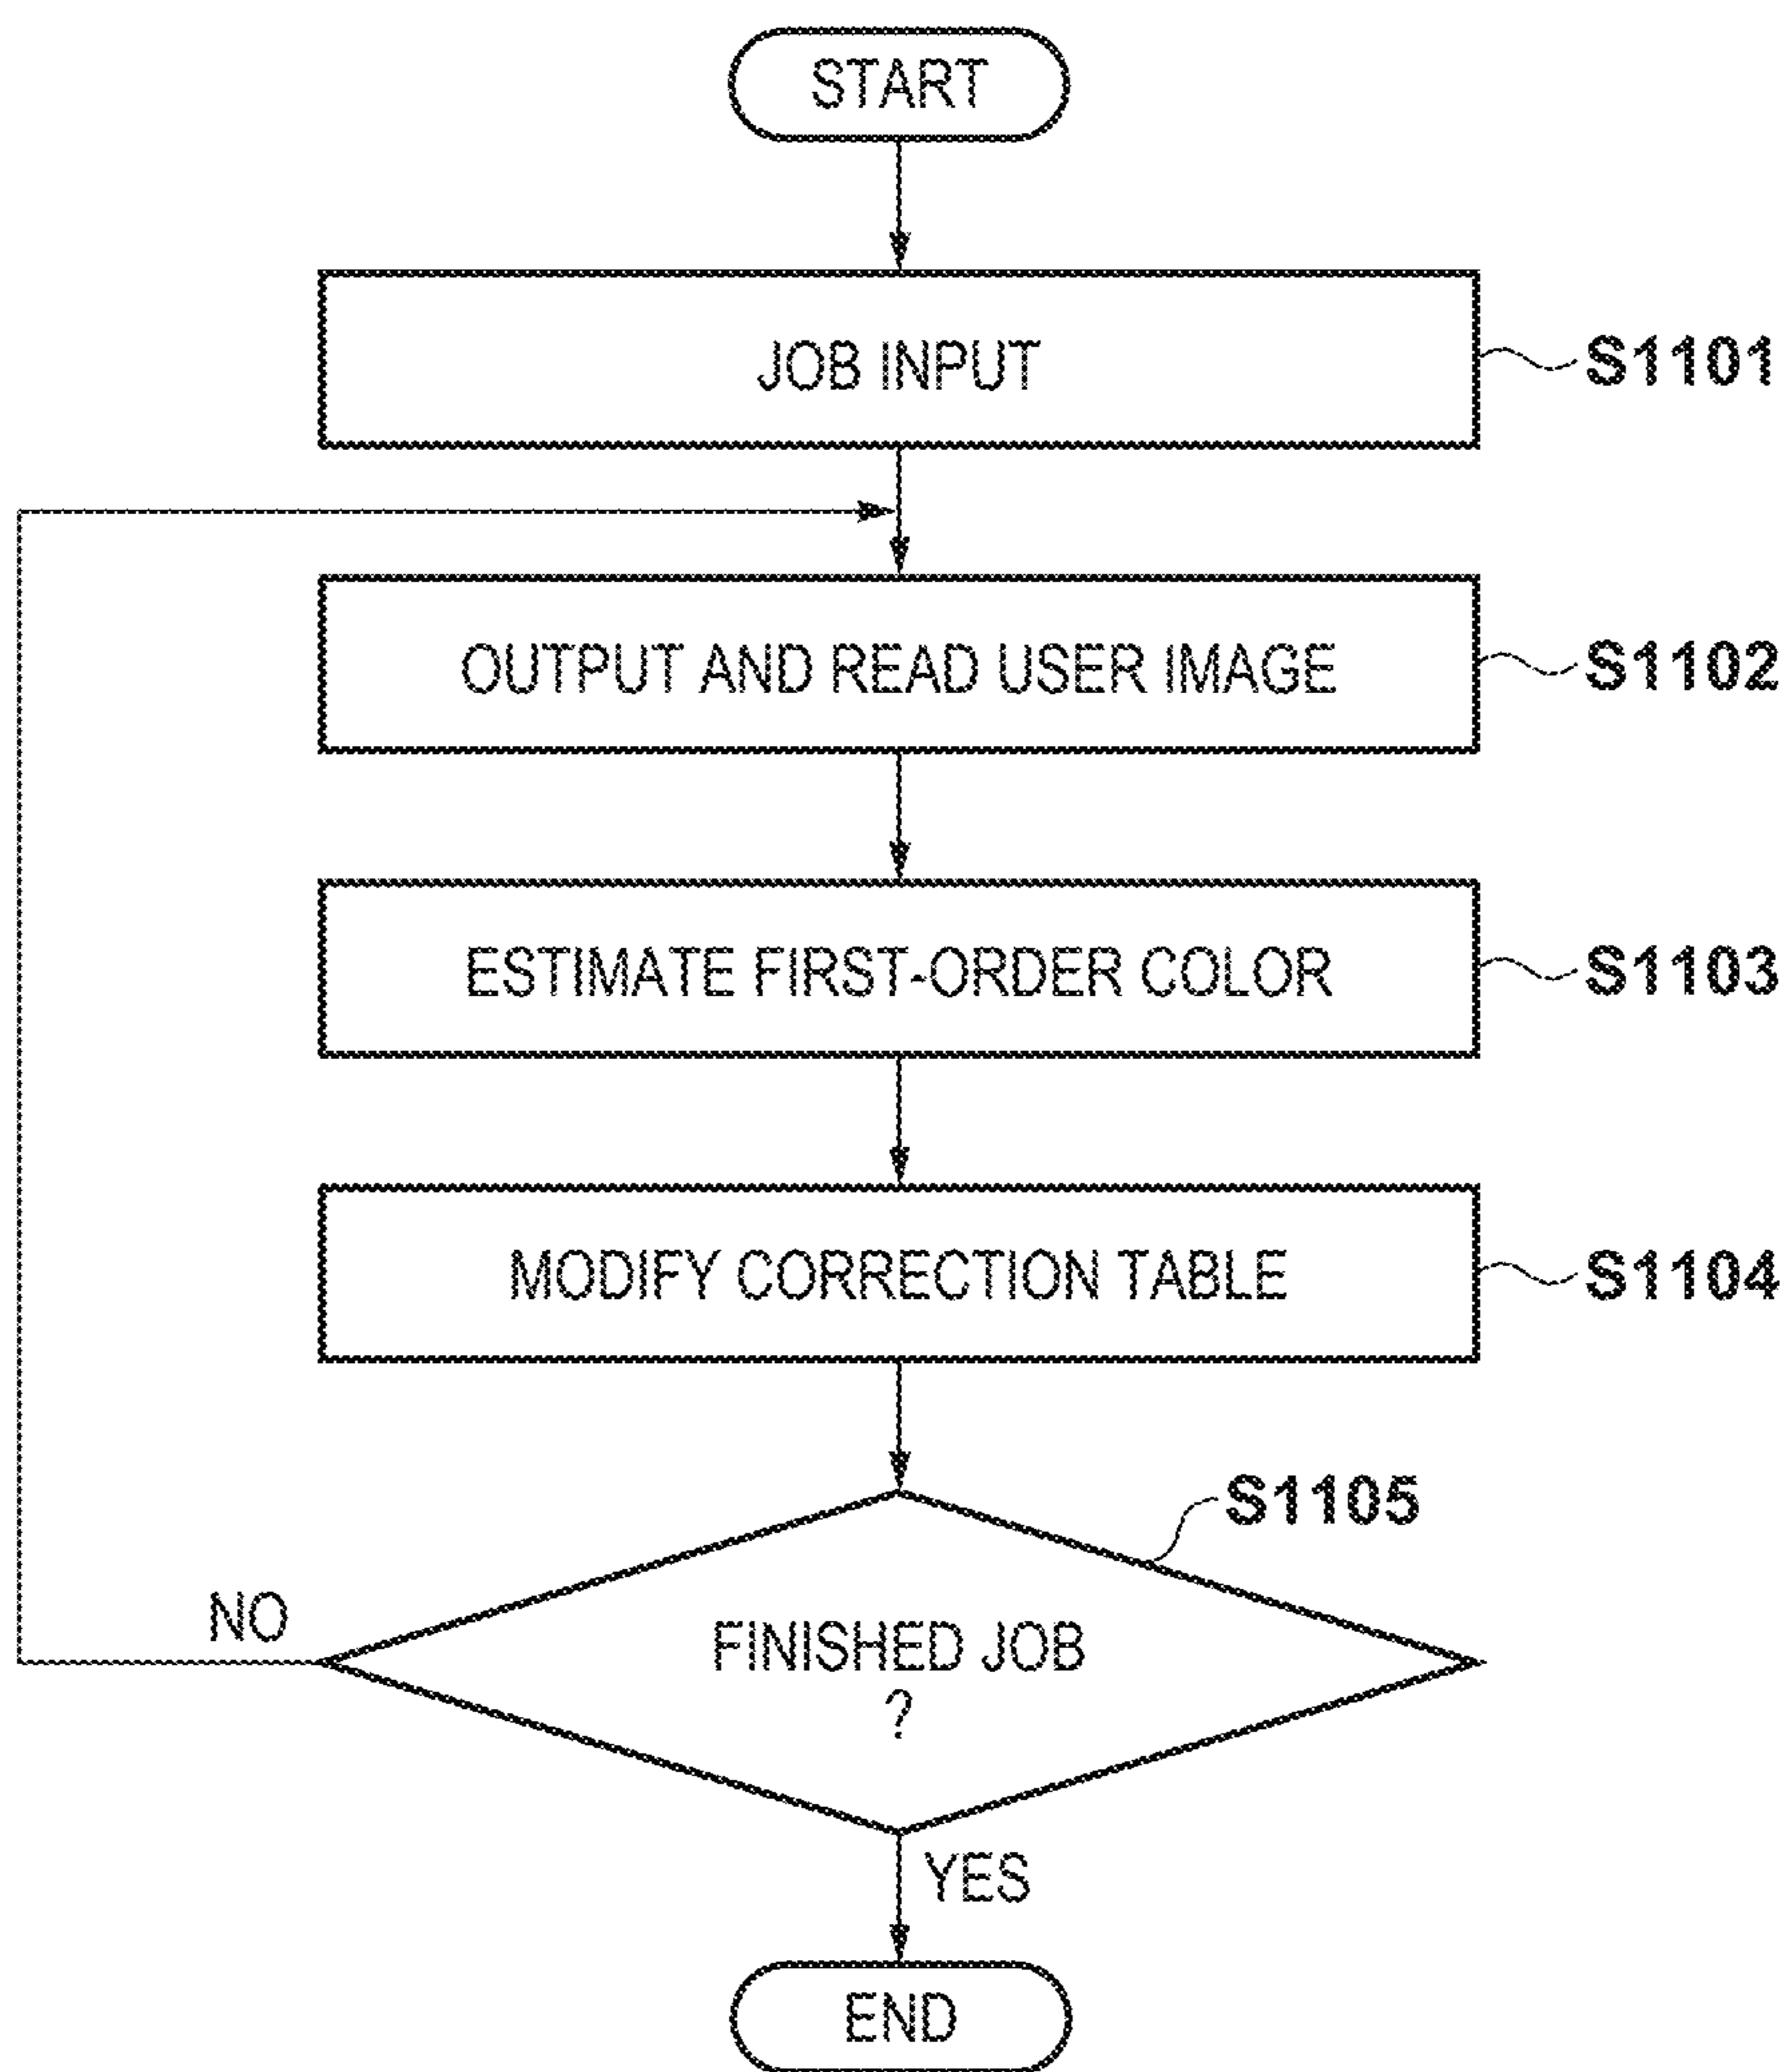 START
JOB INPUT
S1101
OUTPUT AND READ USER IMAGE
S1102
ESTIMATE FIRST-ORDER COLOR
S1103
MODIFY CORRECTION TABLE
S1104
S1105
NO
FINISHED JOB
?
YES
END